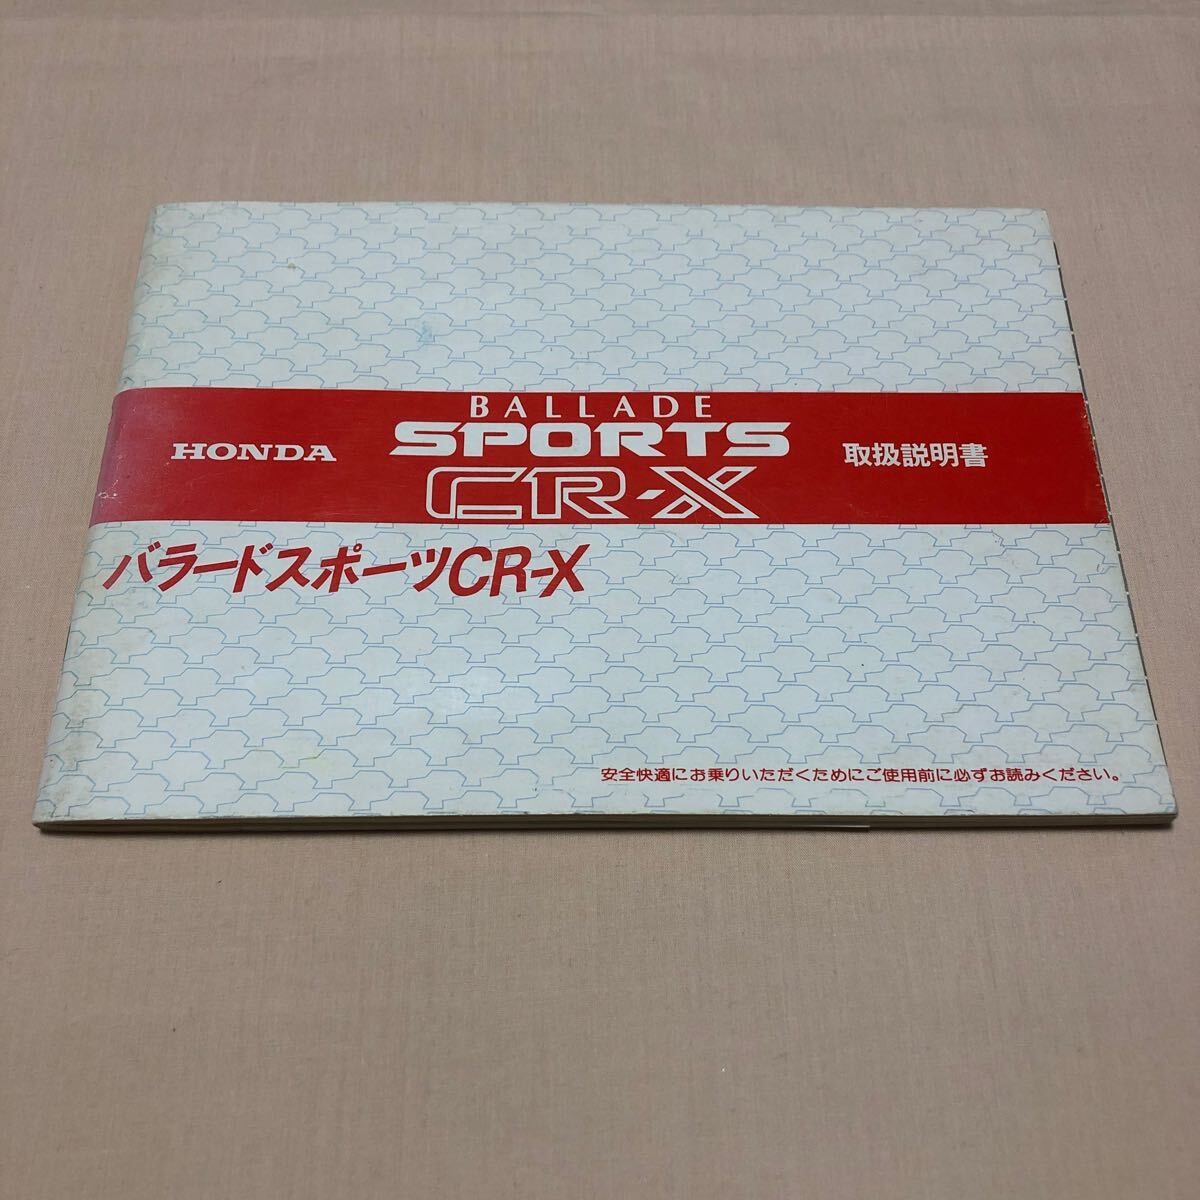 BALLADE
SPORTS
CR-X
HONDA
取扱説明書
バラードスポーツCR-X
安全快適にお乗りいただくためにご使用前に必ずお読みください。